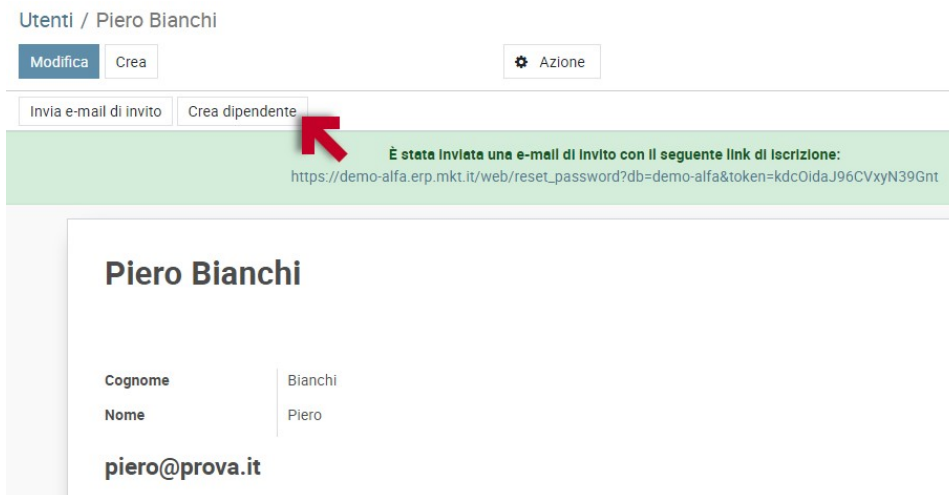 Utenti / Piero Bianchi
Modifica Crea Azione
Invia e-mail di invito Crea dipendente
È stata inviata una e-mail di invito con il seguente link di iscrizione:
https://demo-alfa.erp.mkt.it/web/reset_password?db=demo-alfa&token=kdcOidaJ96CVxyN39Gnt
Piero Bianchi
Cognome Bianchi
Nome Piero
piero@prova.it